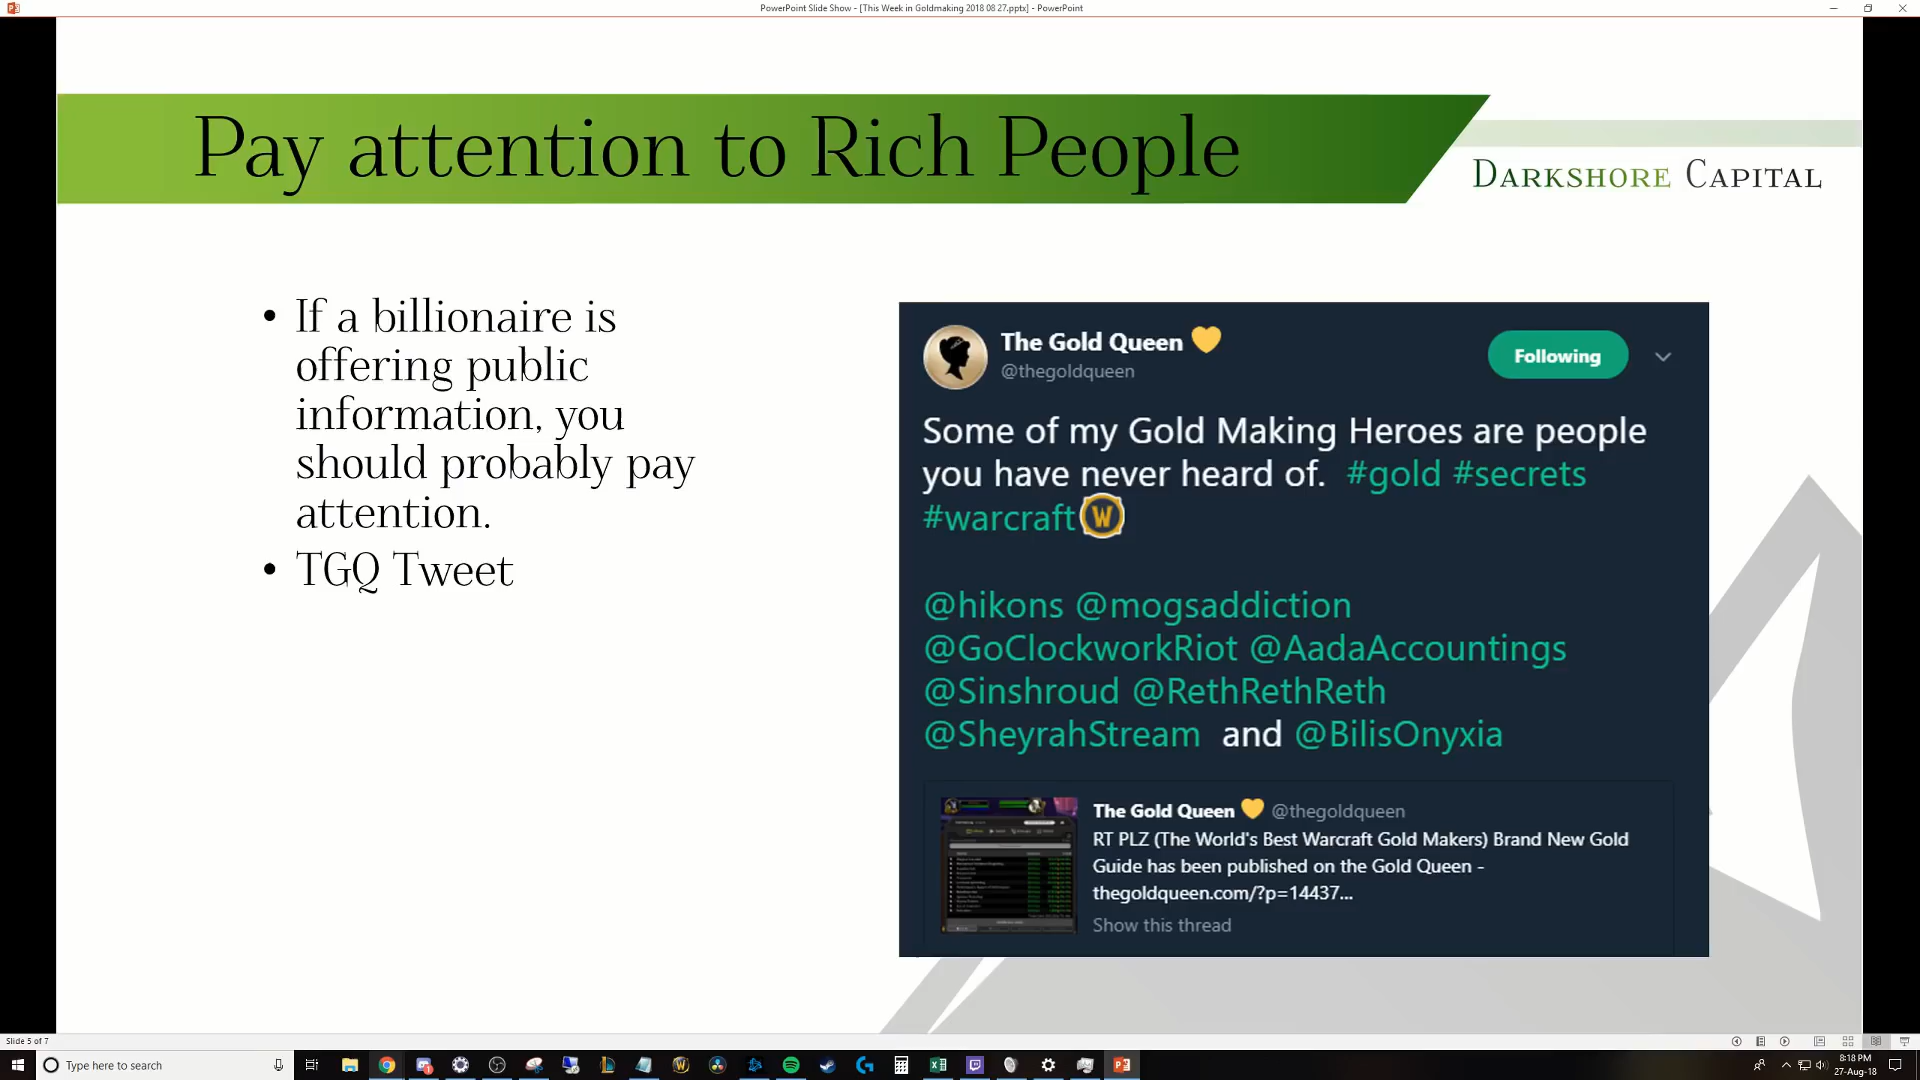 PowerPoint Slide Show - [This Week in Goldmaking 2018 08 27.pptx] - PowerPoint
Pay attention to Rich People
DARKSHORE CAPITAL
• If a billionaire is
offering public
information, you
should probably pay
attention.
• TGQ Tweet
The Gold Queen 💛
@thegoldqueen
Following
Some of my Gold Making Heroes are people
you have never heard of. #gold #secrets
#warcraft
@hikons @mogsaddiction
@GoClockworkRiot @AadaAccountings
@Sinshroud @RethRethReth
@SheyrahStream and @BilisOnyxia
The Gold Queen 💛 @thegoldqueen
RT PLZ (The World's Best Warcraft Gold Makers) Brand New Gold
Guide has been published on the Gold Queen -
thegoldqueen.com/?p=14437...
Show this thread
Slide 5 of 7
Type here to search
8:18 PM
27-Aug-18